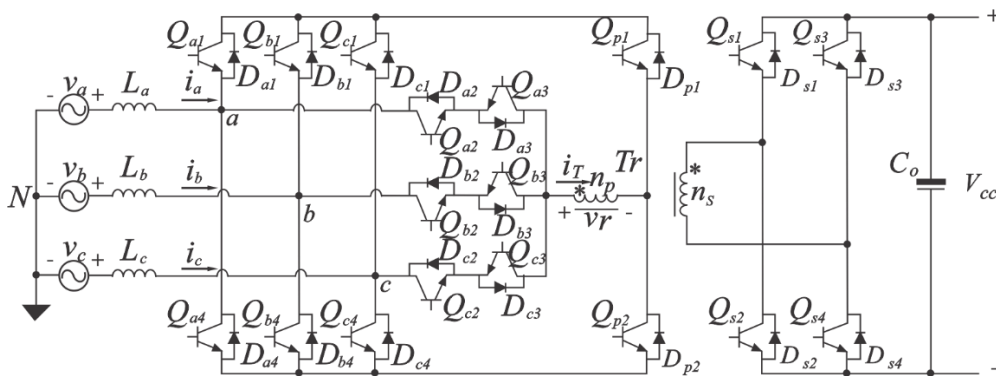 Qa1 Qb1 Qc1 Qp1 Qs1 Qs3 +
Da1 Db1 Dc1 Da2 Qa3 Dp1 Ds1 Ds3
- va + La ia a
Qa2 Da3
Db2 Qb3 iT Tr
N - vb + Lb ib b * np * ns Co Vcc
Qb2 Db3 + vr -
Dc2 Qc3
- vc + Lc ic c
Qc2 Dc3
Qa4 Qb4 Qc4 Qp2 Qs2 Qs4
Da4 Db4 Dc4 Dp2 Ds2 Ds4 -